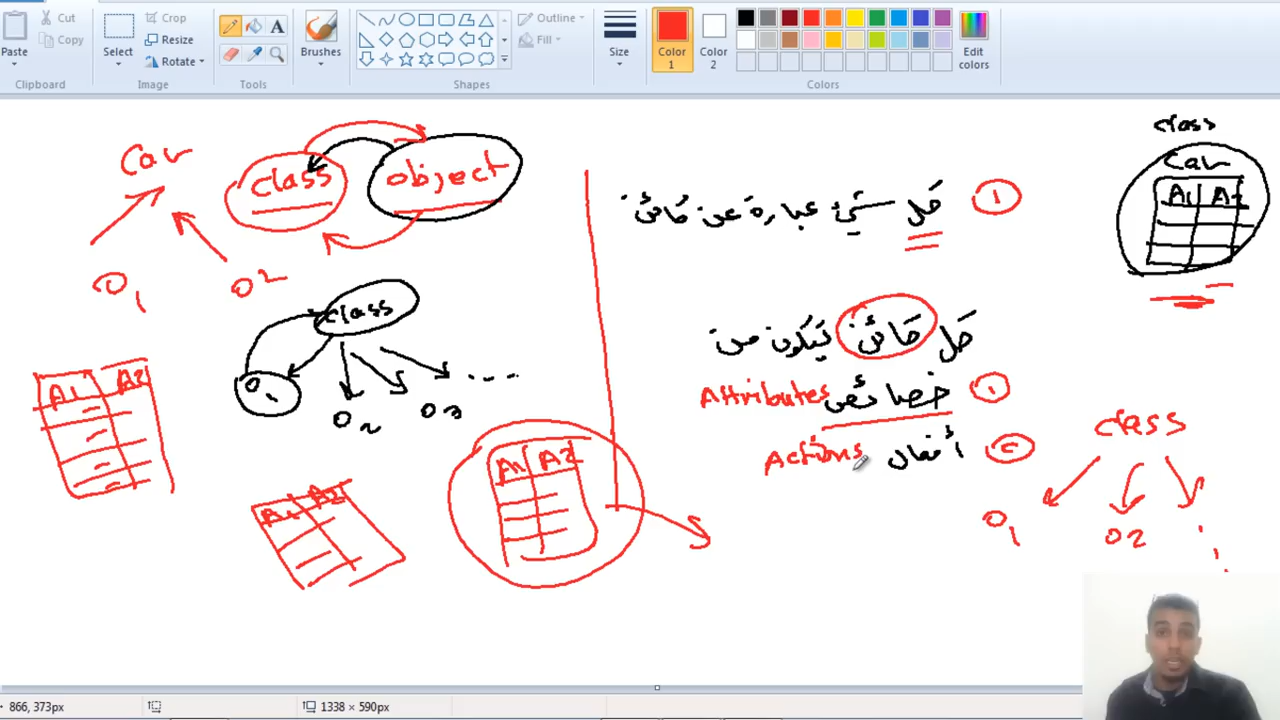 Paste
Cut
Copy
Clipboard
Select
Crop
Resize
Rotate
Image
A
Tools
Brushes
Outline
Fill
Shapes
Size
Color 1
Color 2
Edit colors
Colors
Car
class
object
O1
O2
class
O1
O2
O3
A1 A2
A1 A2
A1 A2
1 كل شيئ عبارة عن كائن
كل كائن يتكون من
1 خصائص Attributes
2 أفعال Actions
class
Car
A1 A2
class
O1
O2
866, 373px
1338 × 590px